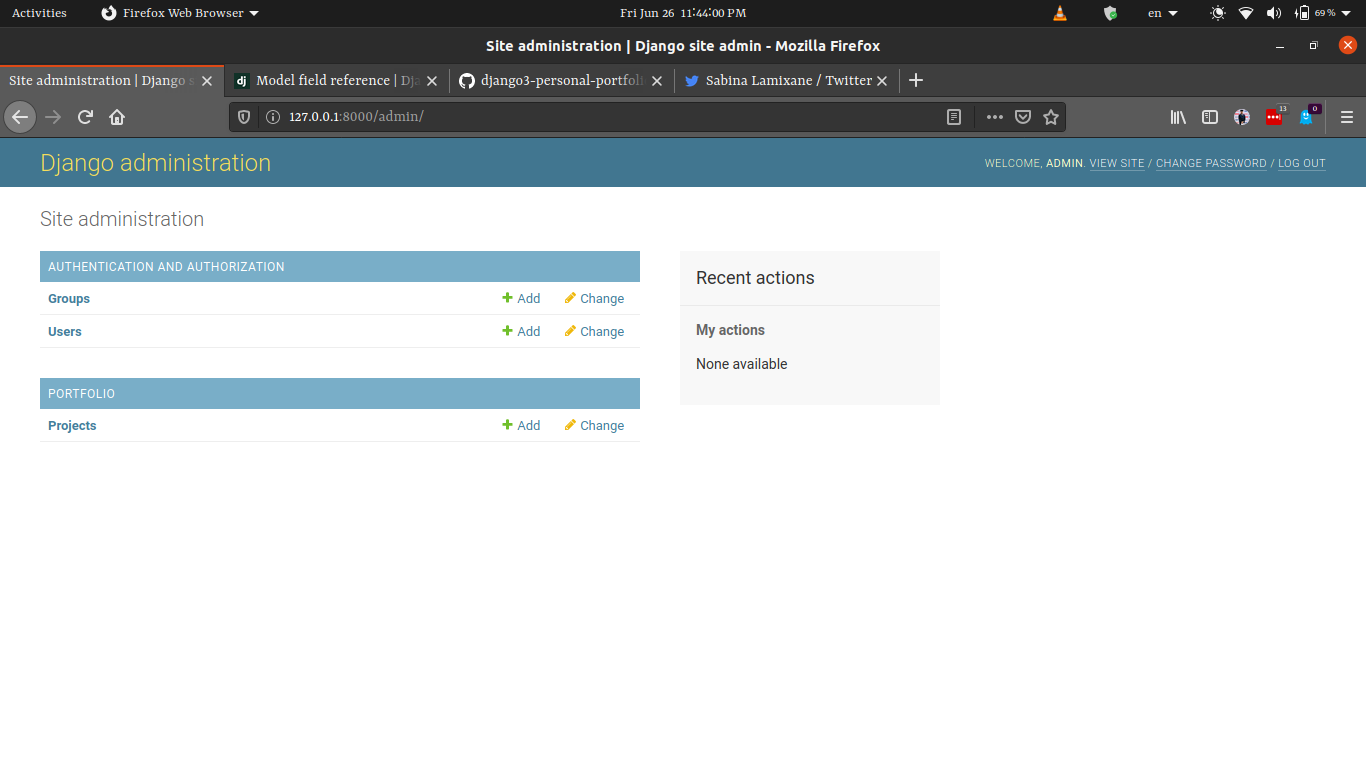 Activities Firefox Web Browser Fri Jun 26 11:44:00 PM en 69 %
Site administration | Django site admin - Mozilla Firefox
Site administration | Django s Model field reference | Dja django3-personal-portfoli Sabina Lamixane / Twitter
127.0.0.1:8000/admin/ 13 0
Django administration WELCOME, ADMIN. VIEW SITE / CHANGE PASSWORD / LOG OUT
Site administration
AUTHENTICATION AND AUTHORIZATION
Groups Add Change
Users Add Change
PORTFOLIO
Projects Add Change
Recent actions
My actions
None available